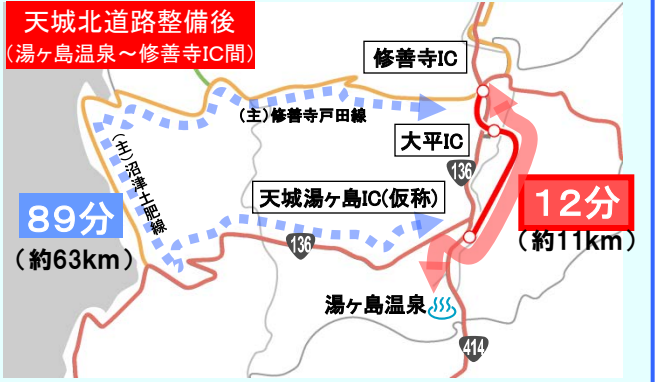 天城北道路整備後
(湯ヶ島温泉～修善寺IC間)
修善寺IC
(主)修善寺戸田線
大平IC
(主)沼津土肥線
136
天城湯ヶ島IC(仮称)
89分
(約63km)
12分
(約11km)
136
湯ヶ島温泉
414